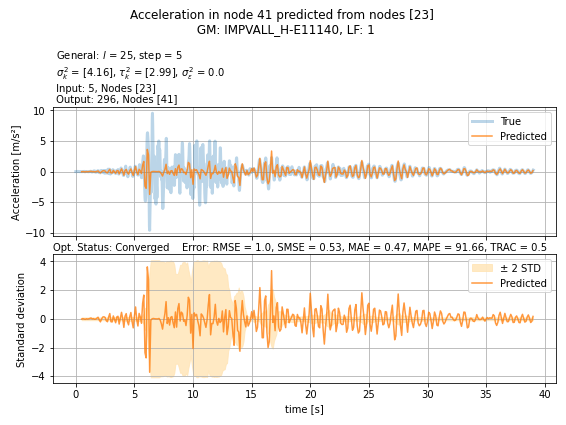 Acceleration in node 41 predicted from nodes [23]
GM: IMPVALL_H-E11140, LF: 1
General: l = 25, step = 5
σ²ₖ = [4.16], τ²ₖ = [2.99], σ²ε = 0.0
Input: 5, Nodes [23]
Output: 296, Nodes [41]
Acceleration [m/s²]
10
5
0
−5
−10
True
Predicted
Opt. Status: Converged Error: RMSE = 1.0, SMSE = 0.53, MAE = 0.47, MAPE = 91.66, TRAC = 0.5
Standard deviation
4
2
0
−2
−4
± 2 STD
Predicted
0 5 10 15 20 25 30 35 40
time [s]